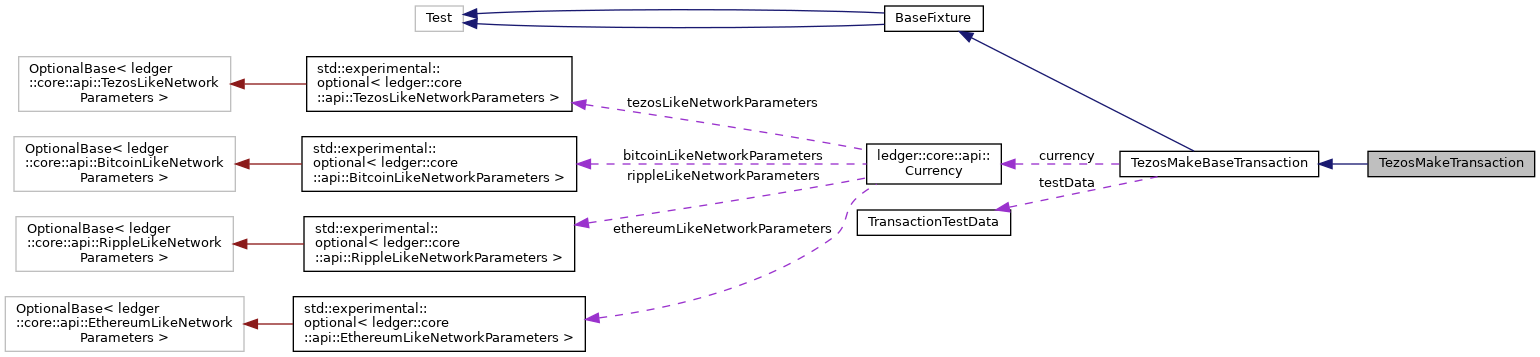 Test
BaseFixture
OptionalBase< ledger
::core::api::TezosLikeNetwork
Parameters >
std::experimental::
optional< ledger::core
::api::TezosLikeNetworkParameters >
tezosLikeNetworkParameters
OptionalBase< ledger
::core::api::BitcoinLikeNetwork
Parameters >
std::experimental::
optional< ledger::core
::api::BitcoinLikeNetworkParameters >
bitcoinLikeNetworkParameters
rippleLikeNetworkParameters
ledger::core::api::
Currency
currency
testData
TezosMakeBaseTransaction
TezosMakeTransaction
TransactionTestData
OptionalBase< ledger
::core::api::RippleLikeNetwork
Parameters >
std::experimental::
optional< ledger::core
::api::RippleLikeNetworkParameters >
ethereumLikeNetworkParameters
OptionalBase< ledger
::core::api::EthereumLikeNetwork
Parameters >
std::experimental::
optional< ledger::core
::api::EthereumLikeNetworkParameters >